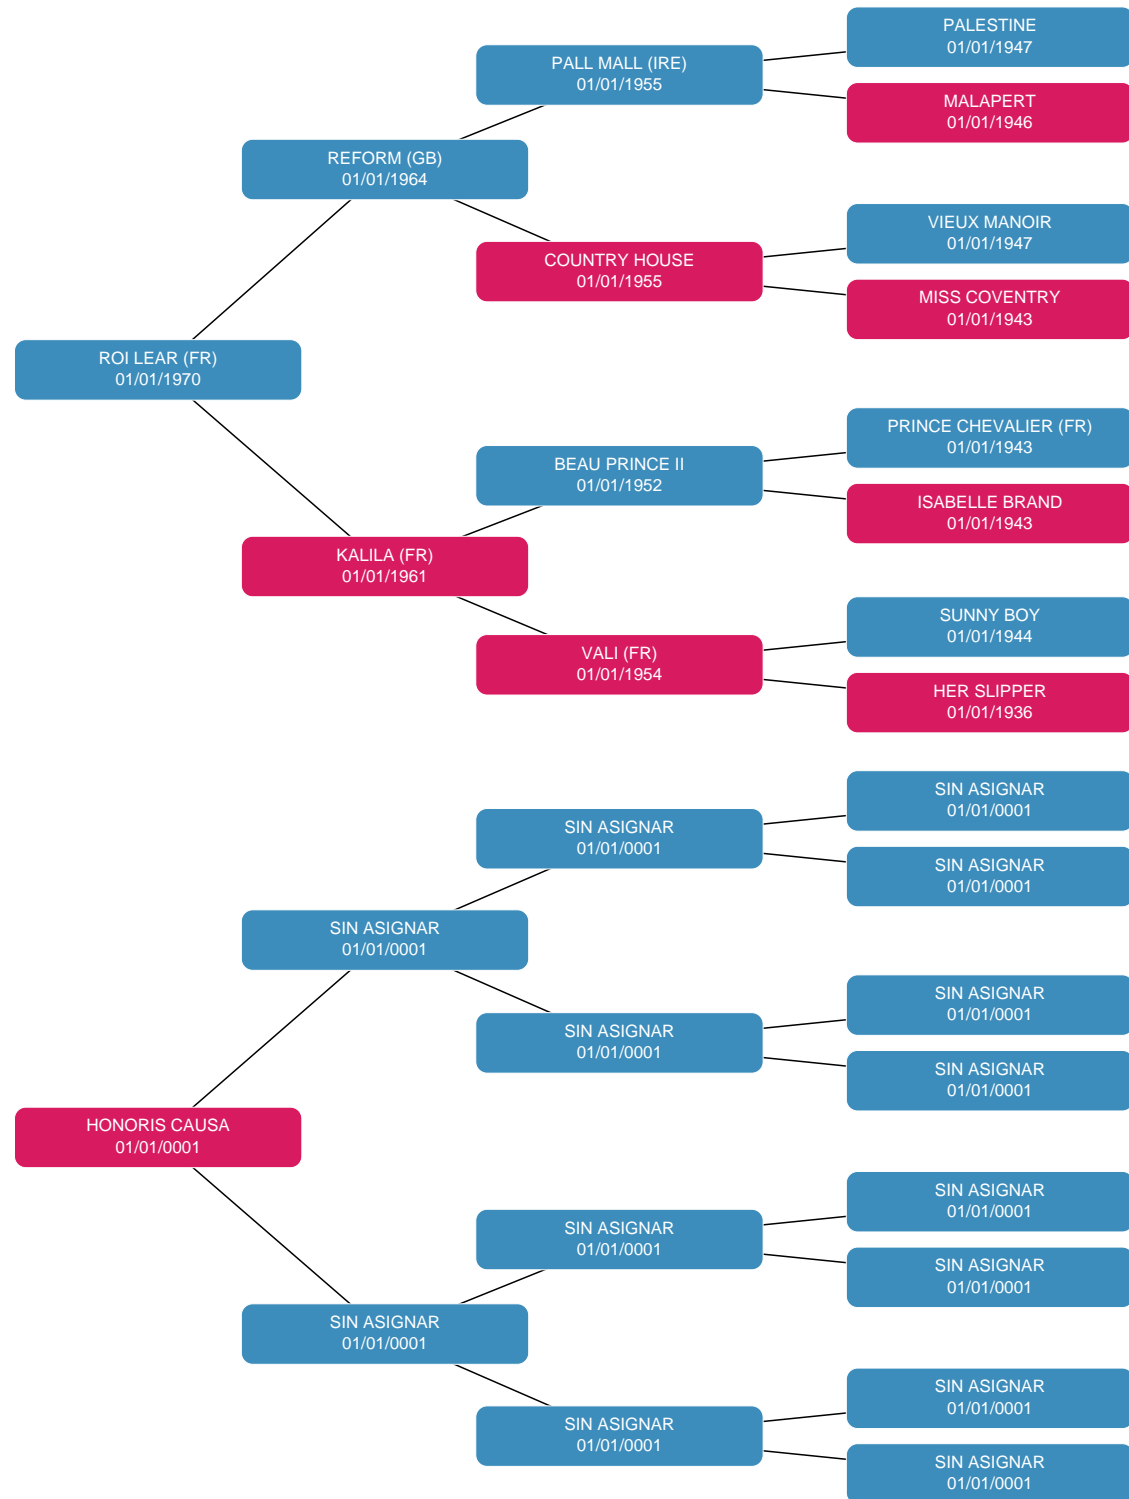 PALESTINE
01/01/1947
PALL MALL (IRE)
01/01/1955
MALAPERT
01/01/1946
REFORM (GB)
01/01/1964
VIEUX MANOIR
01/01/1947
COUNTRY HOUSE
01/01/1955
MISS COVENTRY
01/01/1943
ROI LEAR (FR)
01/01/1970
PRINCE CHEVALIER (FR)
01/01/1943
BEAU PRINCE II
01/01/1952
ISABELLE BRAND
01/01/1943
KALILA (FR)
01/01/1961
SUNNY BOY
01/01/1944
VALI (FR)
01/01/1954
HER SLIPPER
01/01/1936
SIN ASIGNAR
01/01/0001
SIN ASIGNAR
01/01/0001
SIN ASIGNAR
01/01/0001
SIN ASIGNAR
01/01/0001
SIN ASIGNAR
01/01/0001
SIN ASIGNAR
01/01/0001
SIN ASIGNAR
01/01/0001
HONORIS CAUSA
01/01/0001
SIN ASIGNAR
01/01/0001
SIN ASIGNAR
01/01/0001
SIN ASIGNAR
01/01/0001
SIN ASIGNAR
01/01/0001
SIN ASIGNAR
01/01/0001
SIN ASIGNAR
01/01/0001
SIN ASIGNAR
01/01/0001